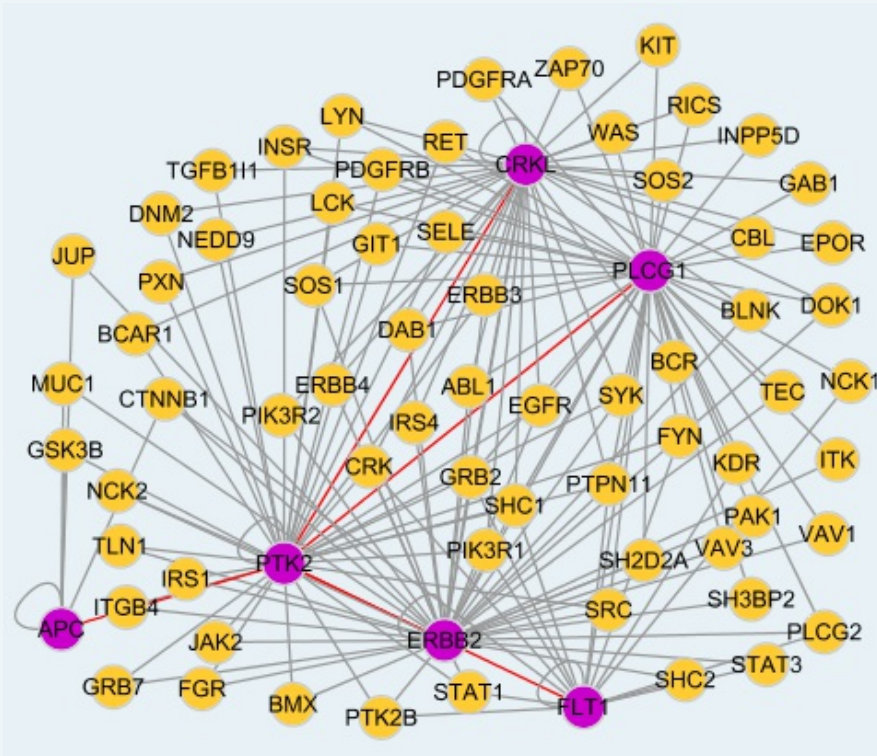 KIT
ZAP70
PDGFRA
RICS
LYN
WAS
INPP5D
RET
INSR
CRKL
TGFB1I1
PDGFRB
SOS2
GAB1
LCK
DNM2
NEDD9
GIT1
SELE
CBL
EPOR
JUP
PLCG1
PXN
SOS1
ERBB3
BLNK
DOK1
BCAR1
DAB1
BCR
MUC1
CTNNB1
ERBB4
ABL1
NCK1
TEC
SYK
EGFR
PIK3R2
IRS4
FYN
GSK3B
ITK
KDR
CRK
GRB2
PTPN11
NCK2
SHC1
PAK1
VAV1
TLN1
PIK3R1
VAV3
PTK2
SH2D2A
IRS1
ITGB4
SRC
SH3BP2
APC
PLCG2
ERBB2
JAK2
STAT3
SHC2
GRB7
FGR
STAT1
BMX
FLT1
PTK2B